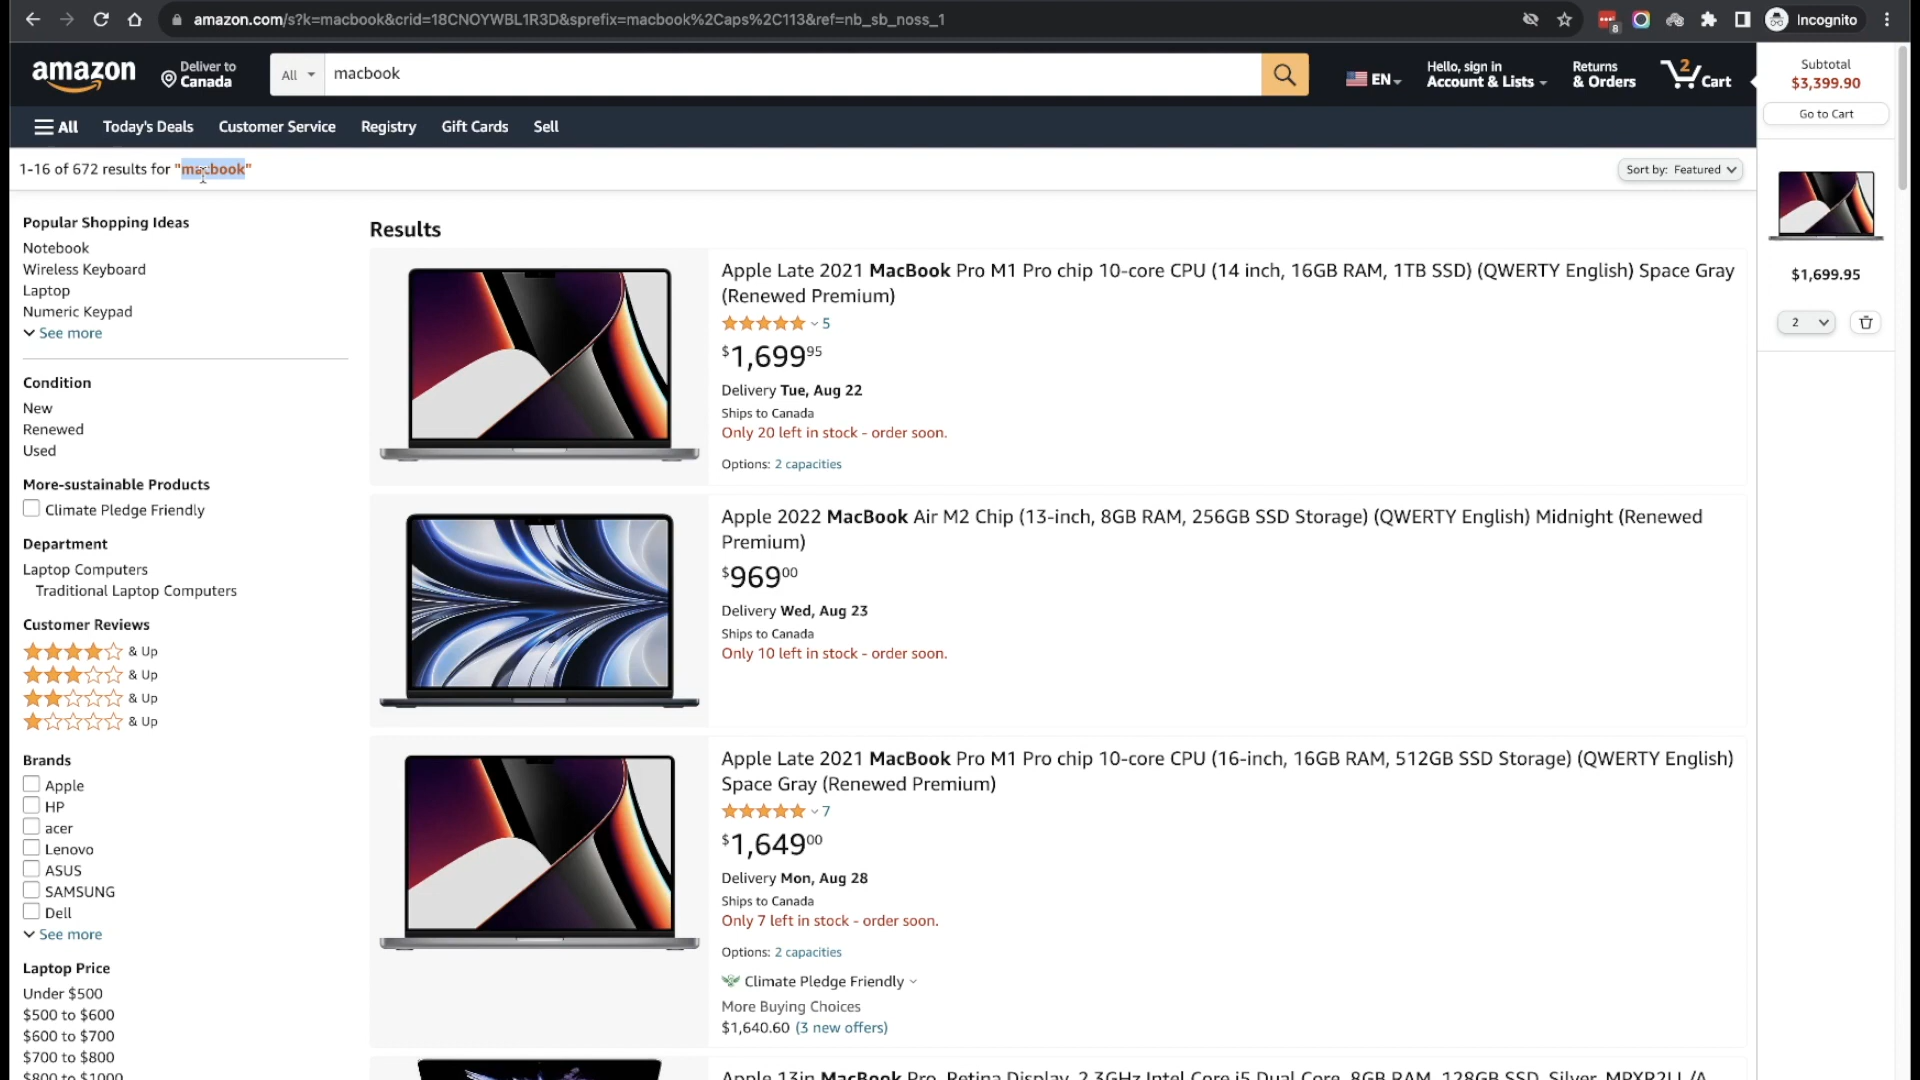 amazon.com/s?k=macbook&crid=18CNOYWBL1R3D&sprefix=macbook%2Caps%2C113&ref=nb_sb_noss_1
8
Incognito
amazon
Deliver to
Canada
All
macbook
EN
Hello, sign in
Account & Lists
Returns
& Orders
2
Cart
Subtotal
$3,399.90
Go to Cart
All
Today's Deals
Customer Service
Registry
Gift Cards
Sell
1-16 of 672 results for "macbook"
Sort by: Featured
$1,699.95
2
Popular Shopping Ideas
Notebook
Wireless Keyboard
Laptop
Numeric Keypad
See more
Condition
New
Renewed
Used
More-sustainable Products
Climate Pledge Friendly
Department
Laptop Computers
Traditional Laptop Computers
Customer Reviews
& Up
& Up
& Up
& Up
Brands
Apple
HP
acer
Lenovo
ASUS
SAMSUNG
Dell
See more
Laptop Price
Under $500
$500 to $600
$600 to $700
$700 to $800
$800 to $1000
Results
Apple Late 2021 MacBook Pro M1 Pro chip 10-core CPU (14 inch, 16GB RAM, 1TB SSD) (QWERTY English) Space Gray
(Renewed Premium)
5
$1,699 95
Delivery Tue, Aug 22
Ships to Canada
Only 20 left in stock - order soon.
Options: 2 capacities
Apple 2022 MacBook Air M2 Chip (13-inch, 8GB RAM, 256GB SSD Storage) (QWERTY English) Midnight (Renewed
Premium)
$969 00
Delivery Wed, Aug 23
Ships to Canada
Only 10 left in stock - order soon.
Apple Late 2021 MacBook Pro M1 Pro chip 10-core CPU (16-inch, 16GB RAM, 512GB SSD Storage) (QWERTY English)
Space Gray (Renewed Premium)
7
$1,649 00
Delivery Mon, Aug 28
Ships to Canada
Only 7 left in stock - order soon.
Options: 2 capacities
Climate Pledge Friendly
More Buying Choices
$1,640.60 (3 new offers)
Apple 13in MacBook Pro, Retina Display, 2.3GHz Intel Core i5 Dual Core, 8GB RAM, 128GB SSD, Silver, MPXR2LL/A